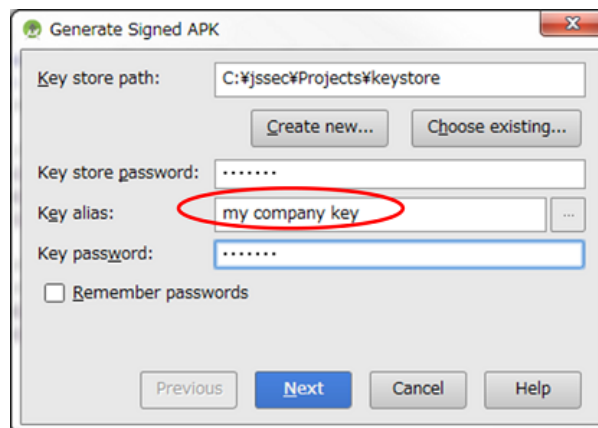 Generate Signed APK
Key store path: C:¥jssec¥Projects¥keystore
Create new... Choose existing...
Key store password: •••••••
Key alias: my company key ...
Key password: •••••••
Remember passwords
Previous Next Cancel Help